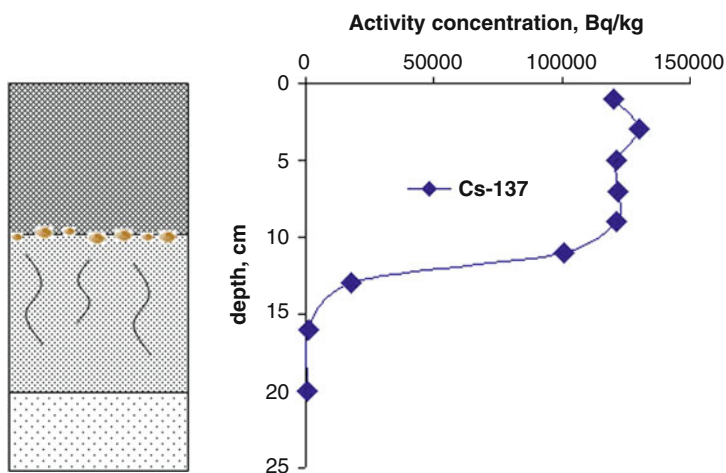 Activity concentration, Bq/kg
0 50000 100000 150000
0
5
Cs-137
10
15
20
25
depth, cm